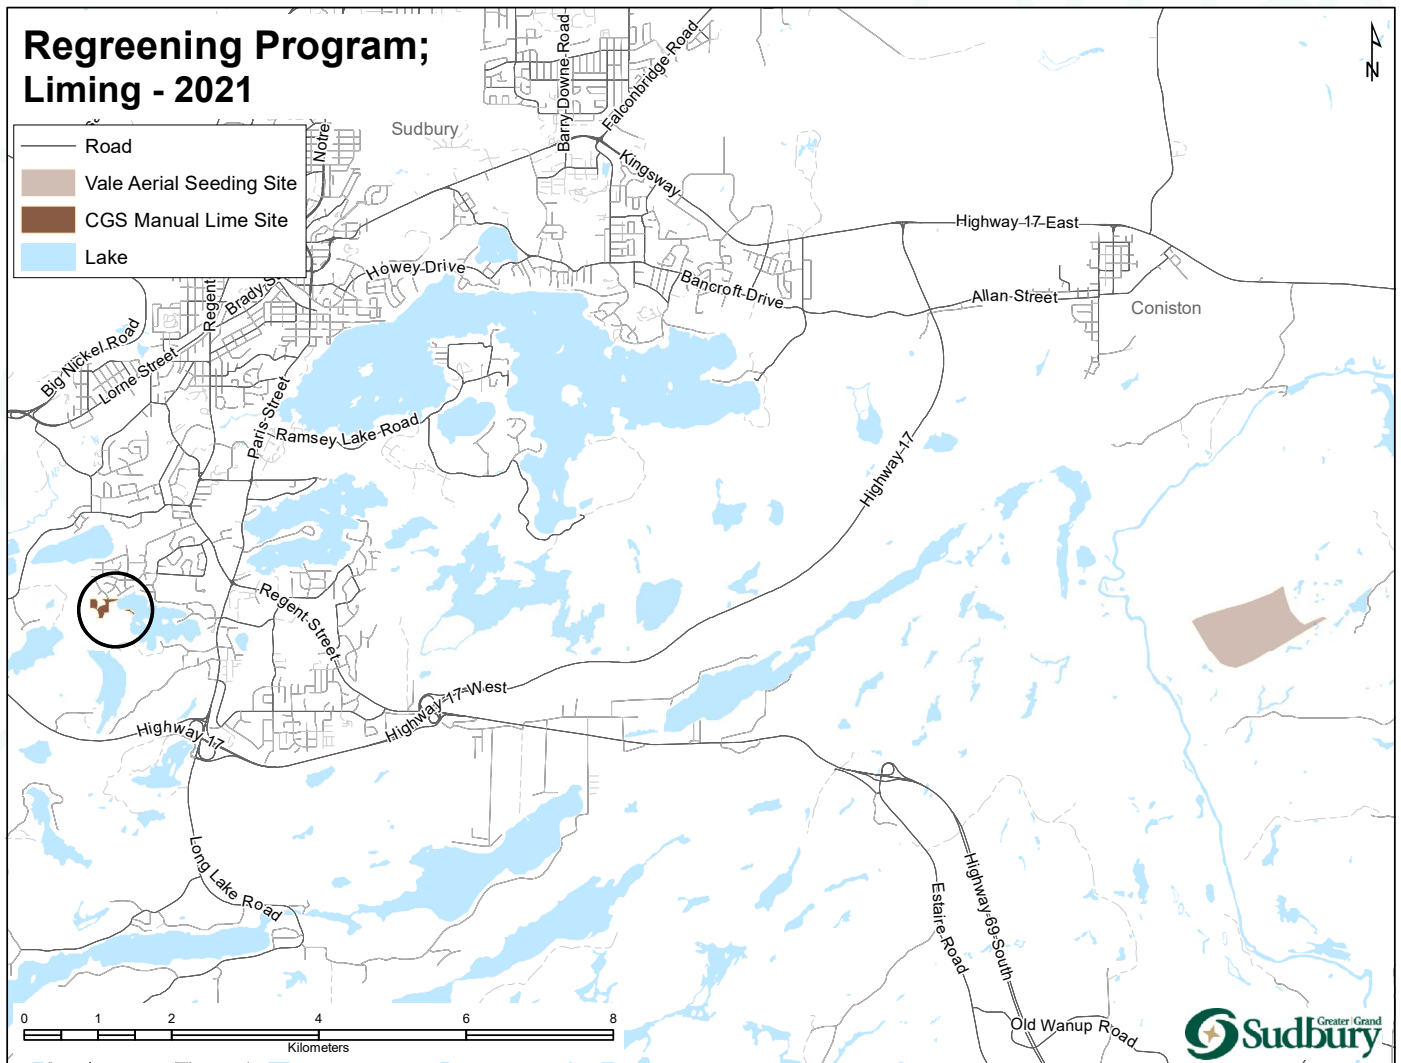 Regreening Program;
Liming - 2021
N
Road
Vale Aerial Seeding Site
CGS Manual Lime Site
Lake
Sudbury
Notre
Barry Downe Road
Falconbridge Road
Kingsway
Highway 17 East
Howey Drive
Bancroft Drive
Allan Street
Coniston
Regent
Brady S
Big Nickel Road
Lorne Street
Paris Street
Ramsey Lake Road
Highway 17
Regent Street
Highway 17 West
Highway 17
Long Lake Road
Estaire Road
Highway 69 South
Old Wanup Road
0 1 2 4 6 8
Kilometers
Greater | Grand
Sudbury